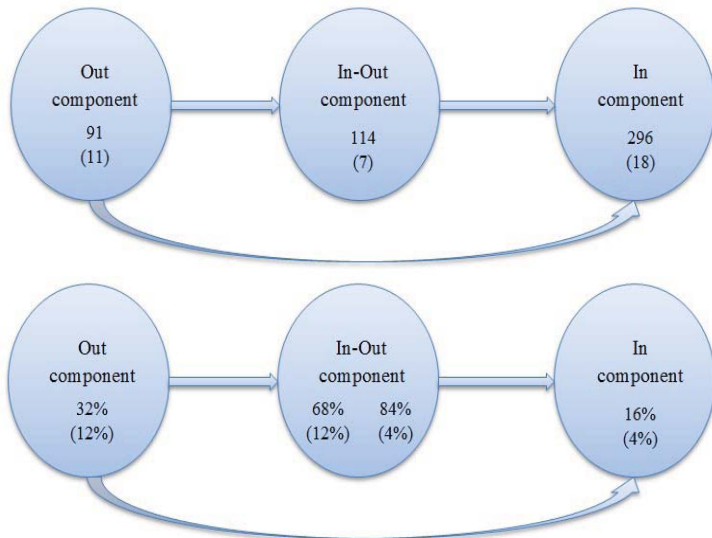 Out
component
91
(11)
In-Out
component
114
(7)
In
component
296
(18)
Out
component
32%
(12%)
In-Out
component
68% 84%
(12%) (4%)
In
component
16%
(4%)